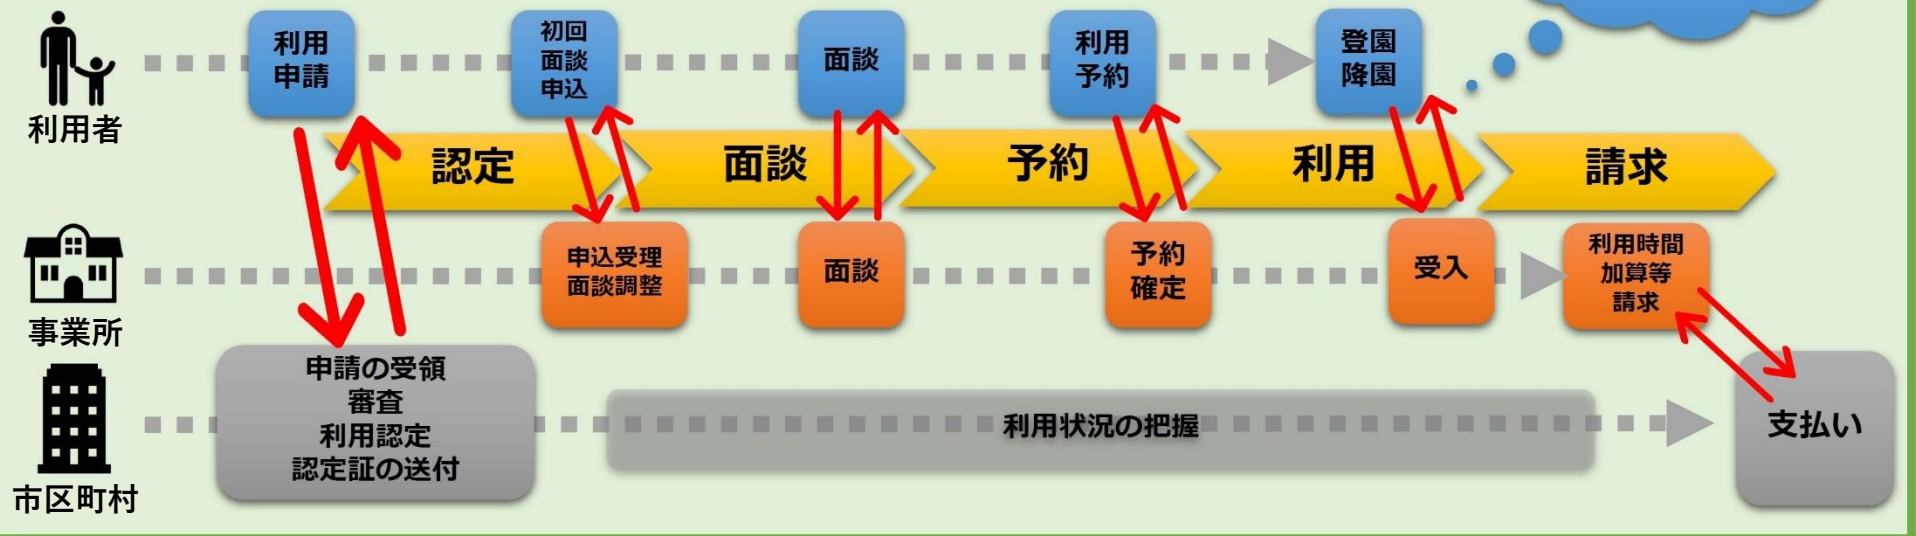 利用
申請
初回
面談
申込
面談
利用
予約
登園
降園
利用者
認定
面談
予約
利用
請求
申込受理
面談調整
面談
予約
確定
受入
利用時間
加算等
請求
事業所
申請の受領
審査
利用認定
認定証の送付
利用状況の把握
支払い
市区町村